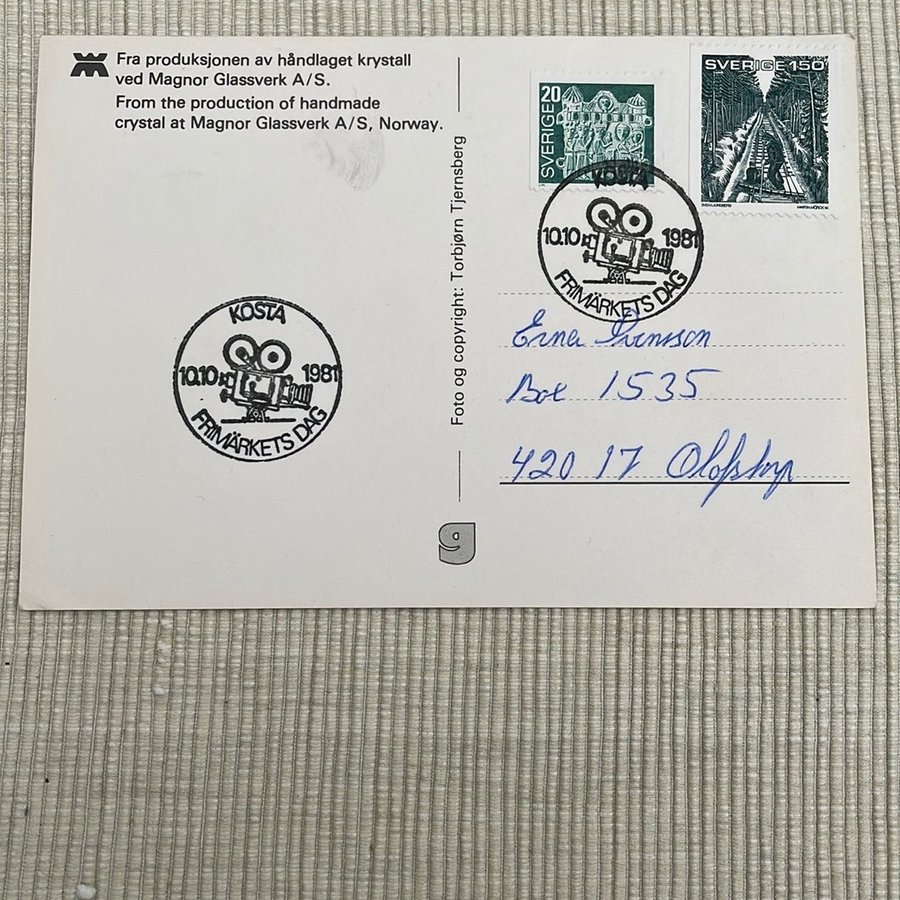 Fra produksjonen av håndlaget krystall
ved Magnor Glassverk A/S.
From the production of handmade
crystal at Magnor Glassverk A/S, Norway.
Foto og copyright: Torbjørn Tjernsberg
g
20
SVERIGE
SVERIGE 150
KOSTA
10.10 1981
FRIMÄRKETS DAG
KOSTA
10.10 1981
FRIMÄRKETS DAG
Erna Svensson
Box 1535
420 17 Olofstorp